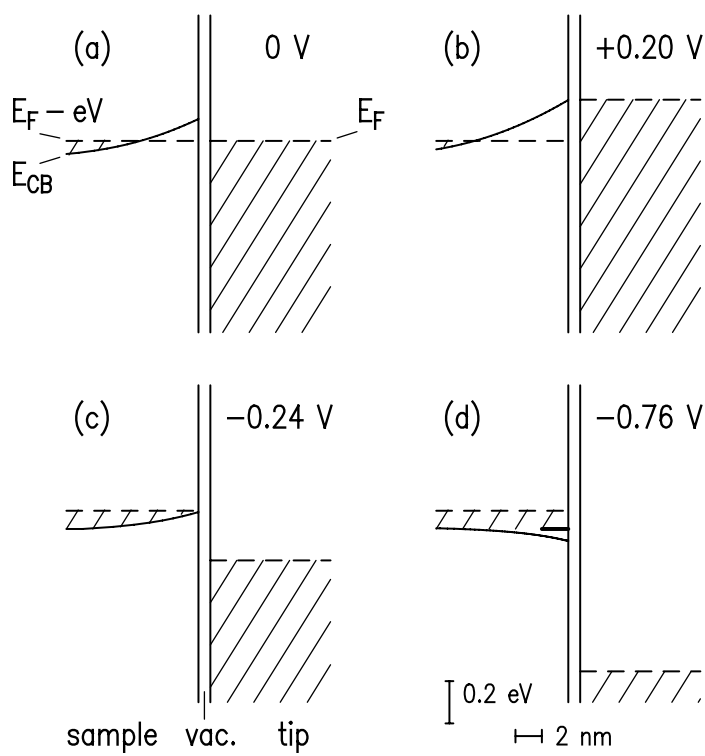 (a) 0 V
(b) +0.20 V
E_F − eV
E_F
E_CB
(c) −0.24 V
(d) −0.76 V
0.2 eV
sample vac. tip
2 nm